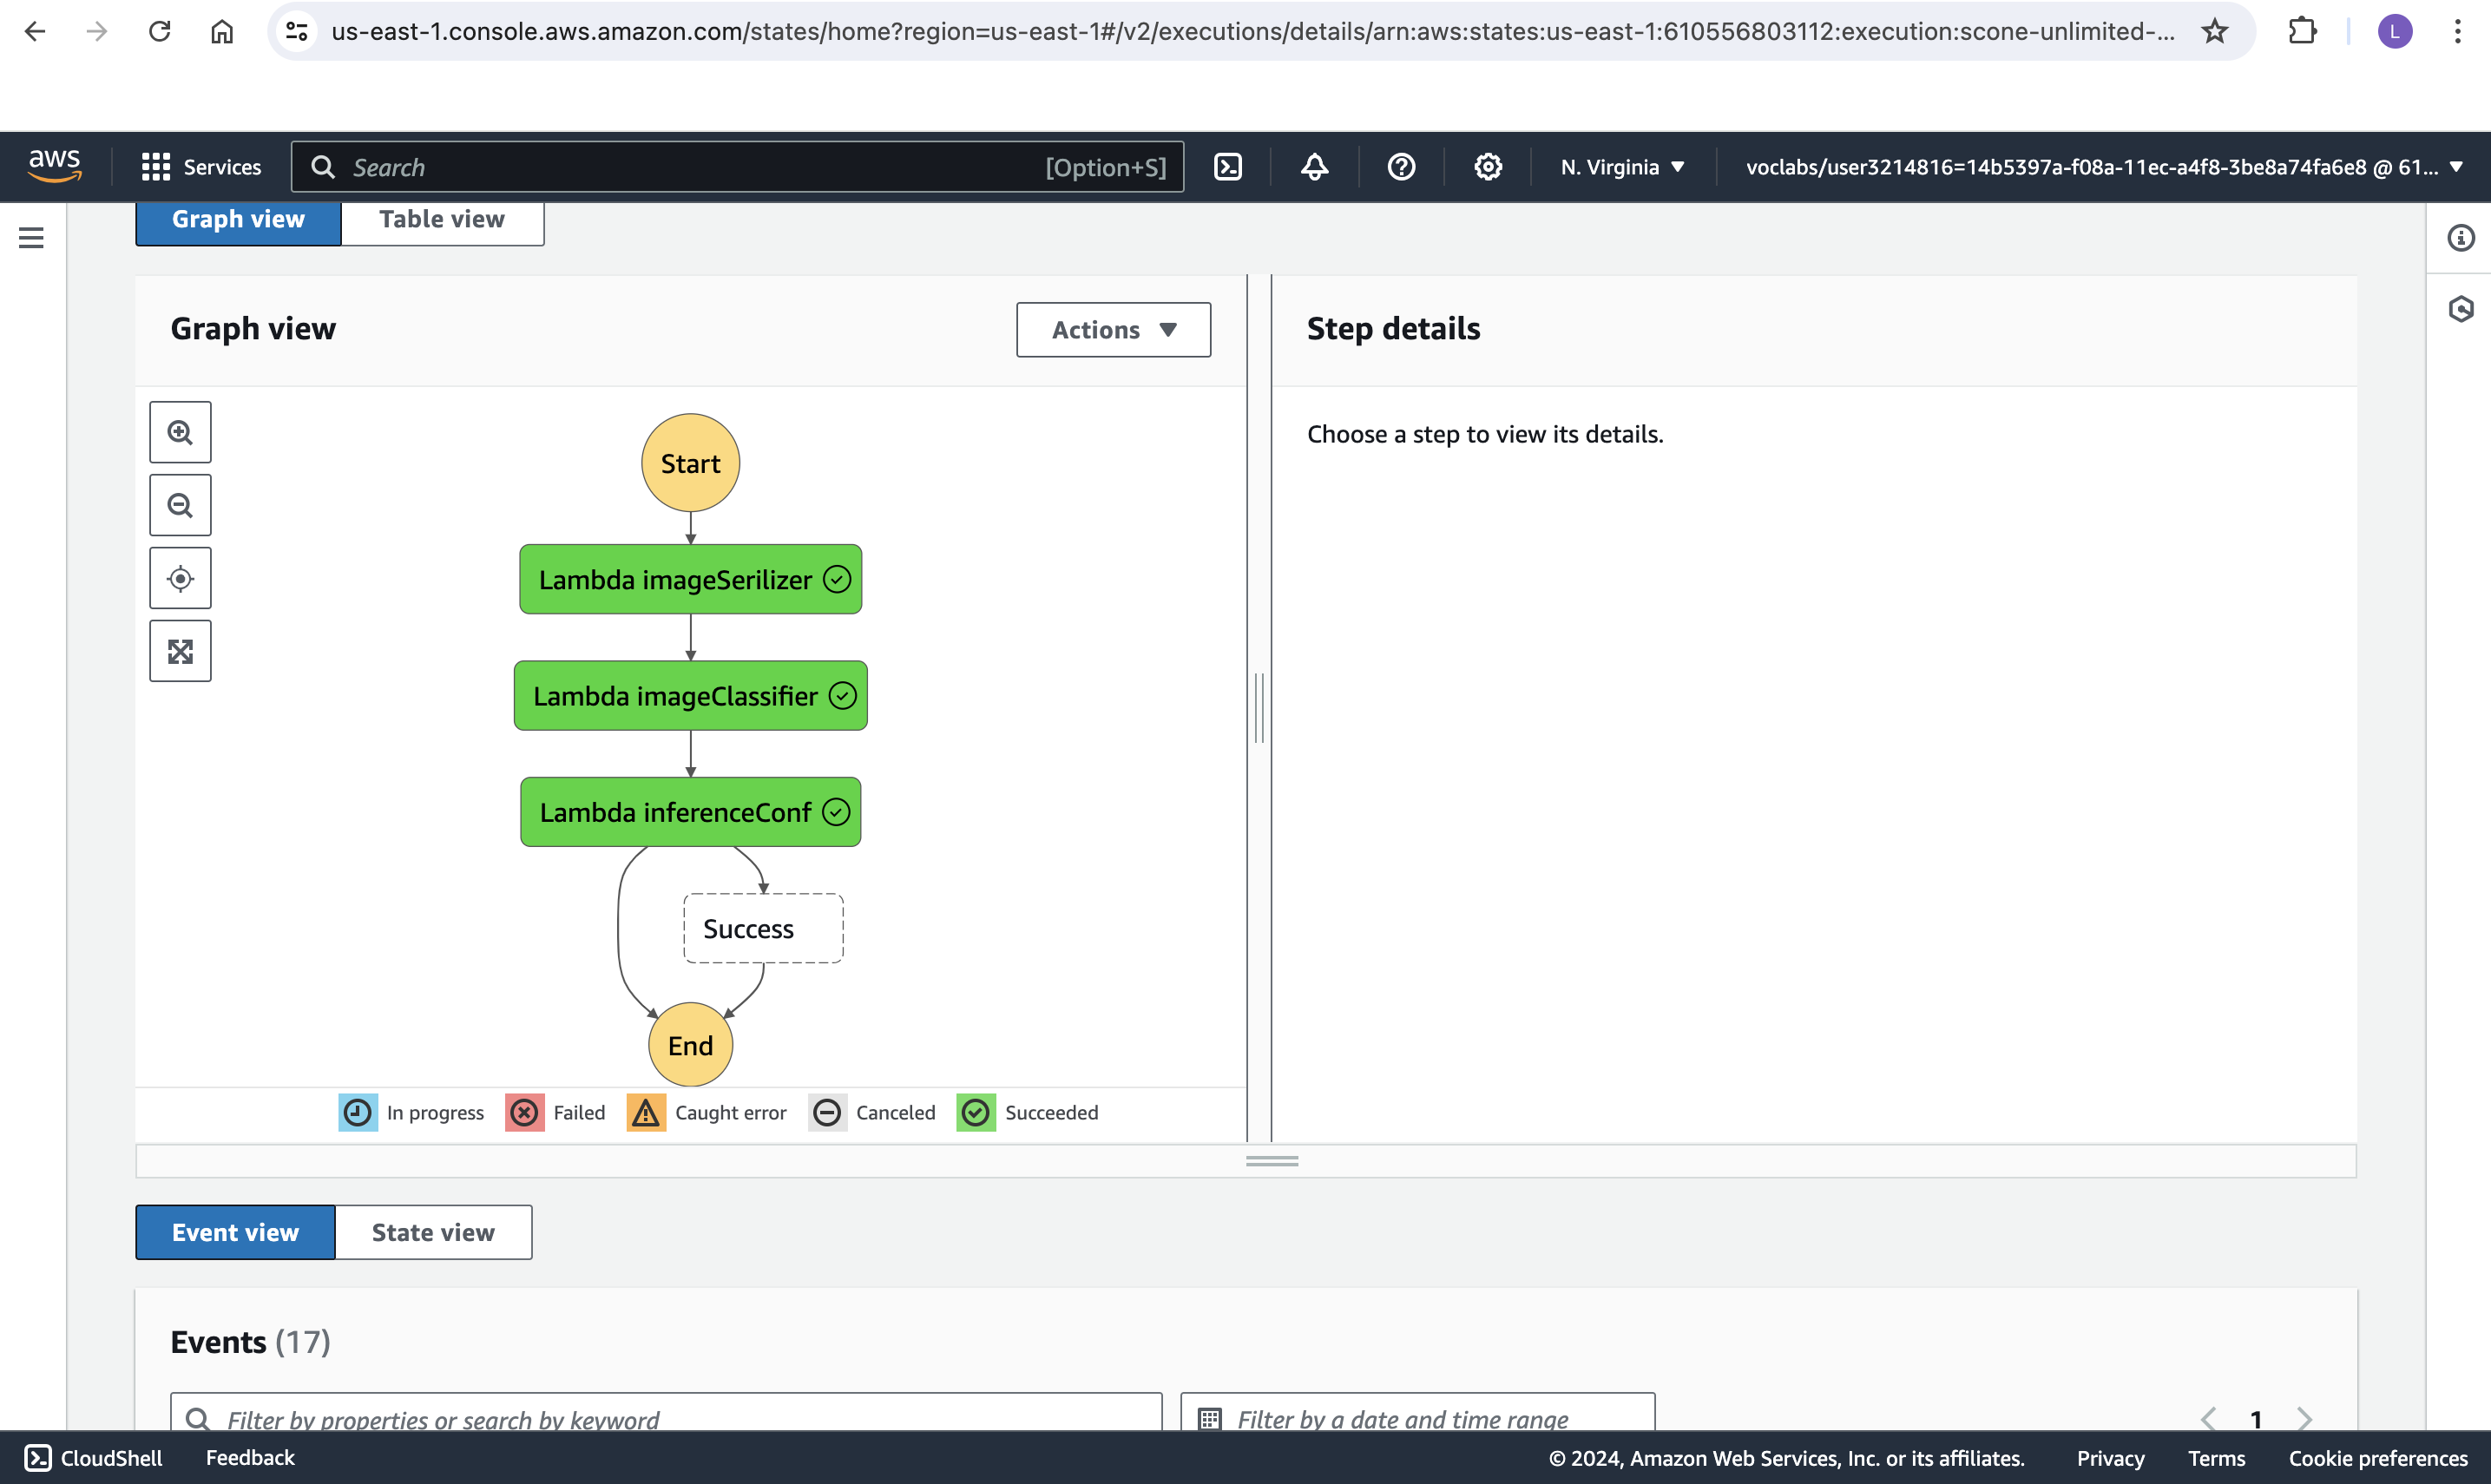 us-east-1.console.aws.amazon.com/states/home?region=us-east-1#/v2/executions/details/arn:aws:states:us-east-1:610556803112:execution:scone-unlimited-...
L
aws
Services
Search
[Option+S]
N. Virginia
voclabs/user3214816=14b5397a-f08a-11ec-a4f8-3be8a74fa6e8 @ 61...
Graph view
Table view
Graph view
Actions
Step details
Choose a step to view its details.
Start
Lambda imageSerilizer
Lambda imageClassifier
Lambda inferenceConf
Success
End
In progress
Failed
Caught error
Canceled
Succeeded
Event view
State view
Events (17)
Filter by properties or search by keyword
Filter by a date and time range
1
CloudShell
Feedback
© 2024, Amazon Web Services, Inc. or its affiliates.
Privacy
Terms
Cookie preferences